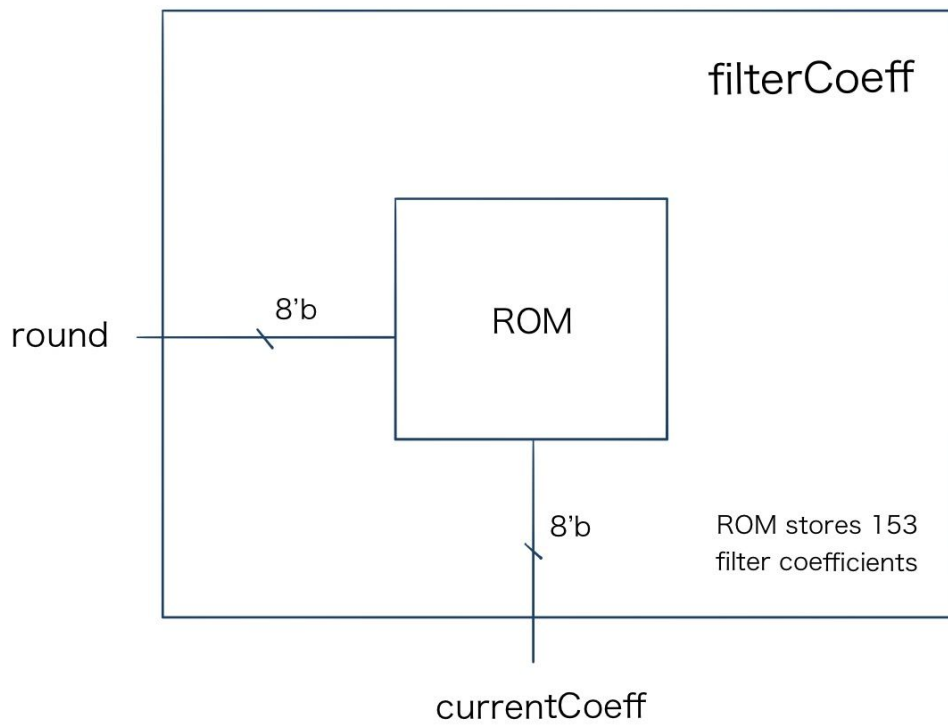 filterCoeff
8’b
round
ROM
8’b
ROM stores 153
filter coefficients
currentCoeff